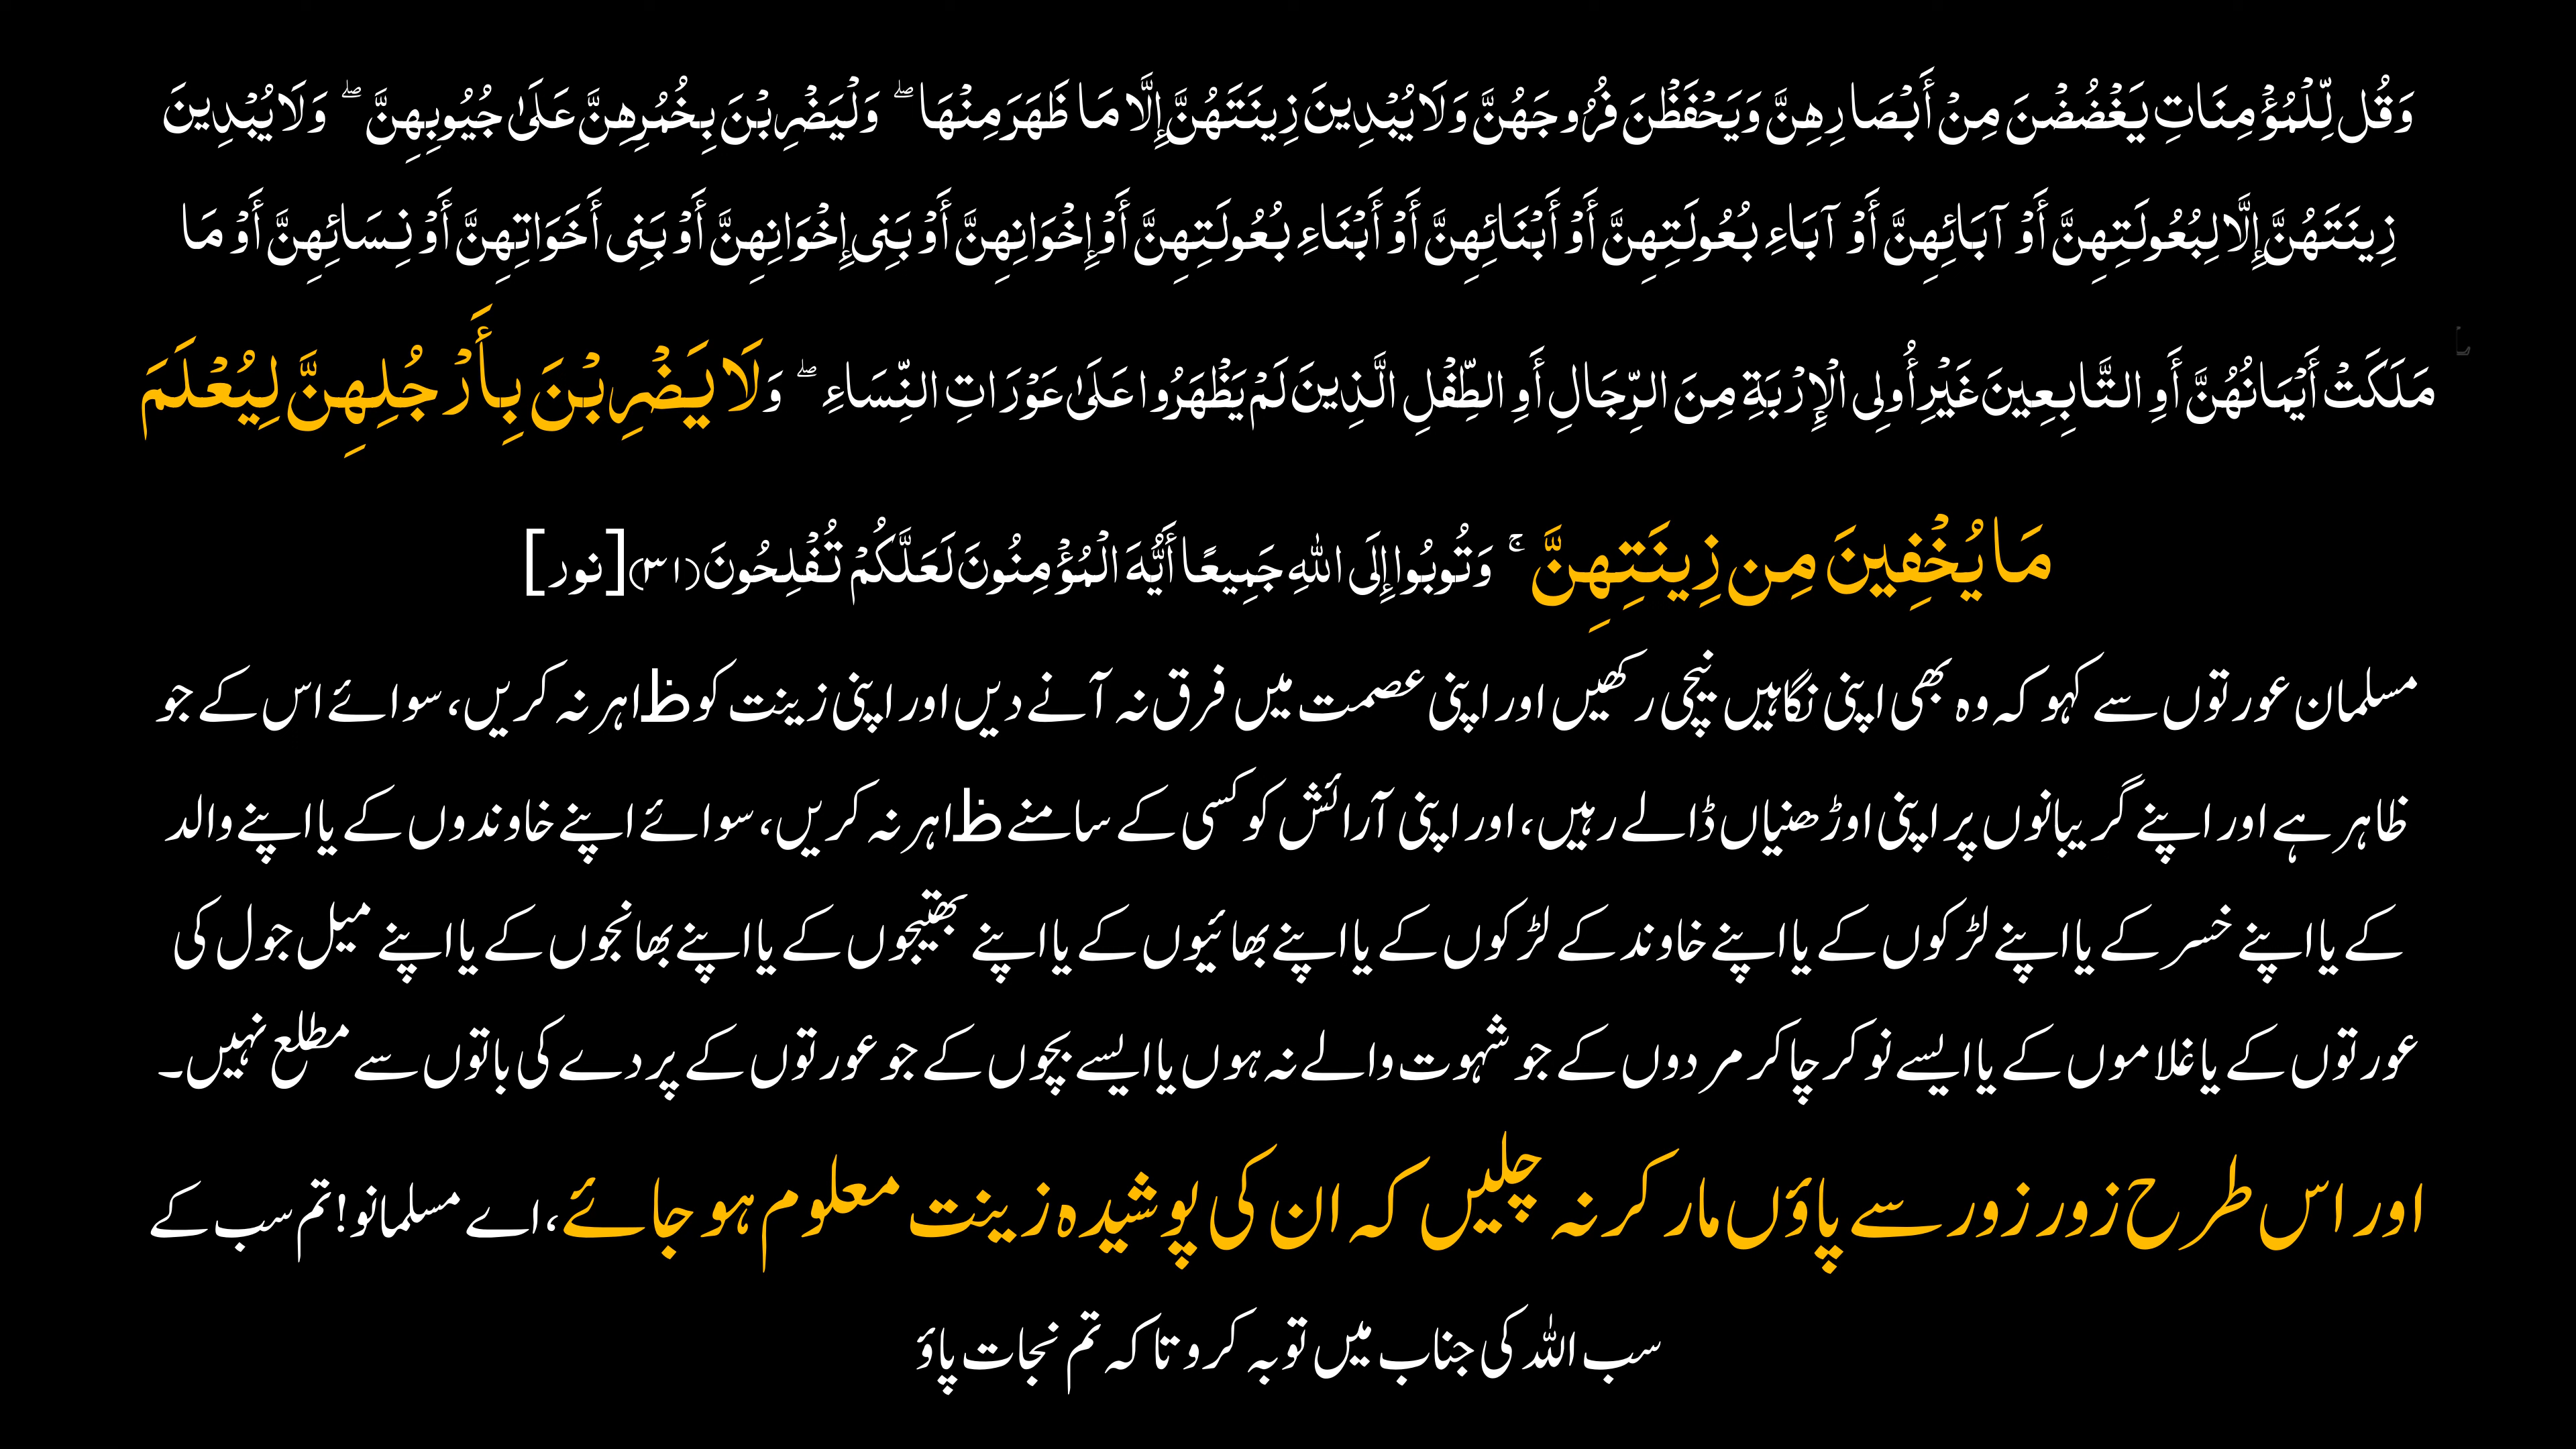 وَقُل لِّلْمُؤْمِنَاتِ يَغْضُضْنَ مِنْ أَبْصَارِهِنَّ وَيَحْفَظْنَ فُرُوجَهُنَّ وَلَا يُبْدِينَ زِينَتَهُنَّ إِلَّا مَا ظَهَرَ مِنْهَا ۖ وَلْيَضْرِبْنَ بِخُمُرِهِنَّ عَلَىٰ جُيُوبِهِنَّ ۖ وَلَا يُبْدِينَ
زِينَتَهُنَّ إِلَّا لِبُعُولَتِهِنَّ أَوْ آبَائِهِنَّ أَوْ آبَاءِ بُعُولَتِهِنَّ أَوْ أَبْنَائِهِنَّ أَوْ أَبْنَاءِ بُعُولَتِهِنَّ أَوْ إِخْوَانِهِنَّ أَوْ بَنِي إِخْوَانِهِنَّ أَوْ بَنِي أَخَوَاتِهِنَّ أَوْ نِسَائِهِنَّ أَوْ مَا
مَلَكَتْ أَيْمَانُهُنَّ أَوِ التَّابِعِينَ غَيْرِ أُولِي الْإِرْبَةِ مِنَ الرِّجَالِ أَوِ الطِّفْلِ الَّذِينَ لَمْ يَظْهَرُوا عَلَىٰ عَوْرَاتِ النِّسَاءِ ۖ وَلَا يَضْرِبْنَ بِأَرْجُلِهِنَّ لِيُعْلَمَ
مَا يُخْفِينَ مِن زِينَتِهِنَّ ۚ وَتُوبُوا إِلَى اللَّهِ جَمِيعًا أَيُّهَ الْمُؤْمِنُونَ لَعَلَّكُمْ تُفْلِحُونَ (٣١) [نور]
مسلمان عورتوں سے کہو کہ وہ بھی اپنی نگاہیں نیچی رکھیں اور اپنی عصمت میں فرق نہ آنے دیں اور اپنی زینت کو ظاہر نہ کریں، سوائے اس کے جو
ظاہر ہے اور اپنے گریبانوں پر اپنی اوڑھنیاں ڈالے رہیں، اور اپنی آرائش کو کسی کے سامنے ظاہر نہ کریں، سوائے اپنے خاوندوں کے یا اپنے والد
کے یا اپنے خسر کے یا اپنے لڑکوں کے یا اپنے خاوند کے لڑکوں کے یا اپنے بھائیوں کے یا اپنے بھتیجوں کے یا اپنے بھانجوں کے یا اپنے میل جول کی
عورتوں کے یا غلاموں کے یا ایسے نوکر چاکر مردوں کے جو شہوت والے نہ ہوں یا ایسے بچوں کے جو عورتوں کے پردے کی باتوں سے مطلع نہیں۔
اور اس طرح زور زور سے پاؤں مار کر نہ چلیں کہ ان کی پوشیدہ زینت معلوم ہو جائے، اے مسلمانو! تم سب کے
سب اللہ کی جناب میں توبہ کرو تاکہ تم نجات پاؤ